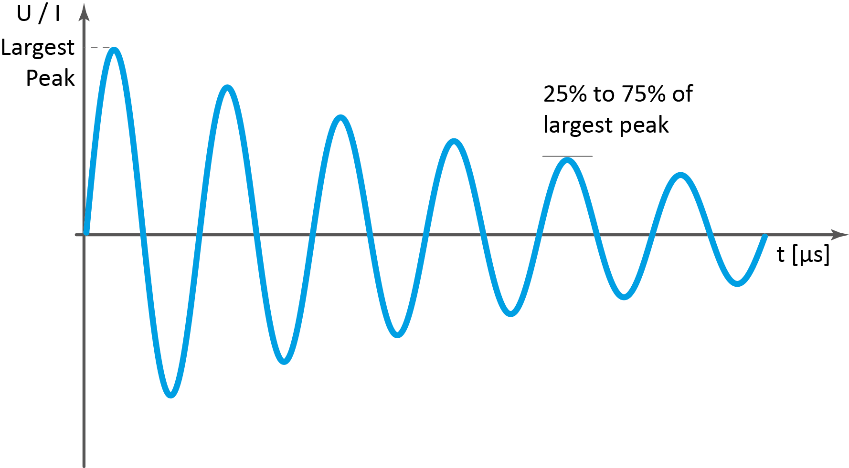 U / I
Largest
Peak
25% to 75% of
largest peak
t [µs]